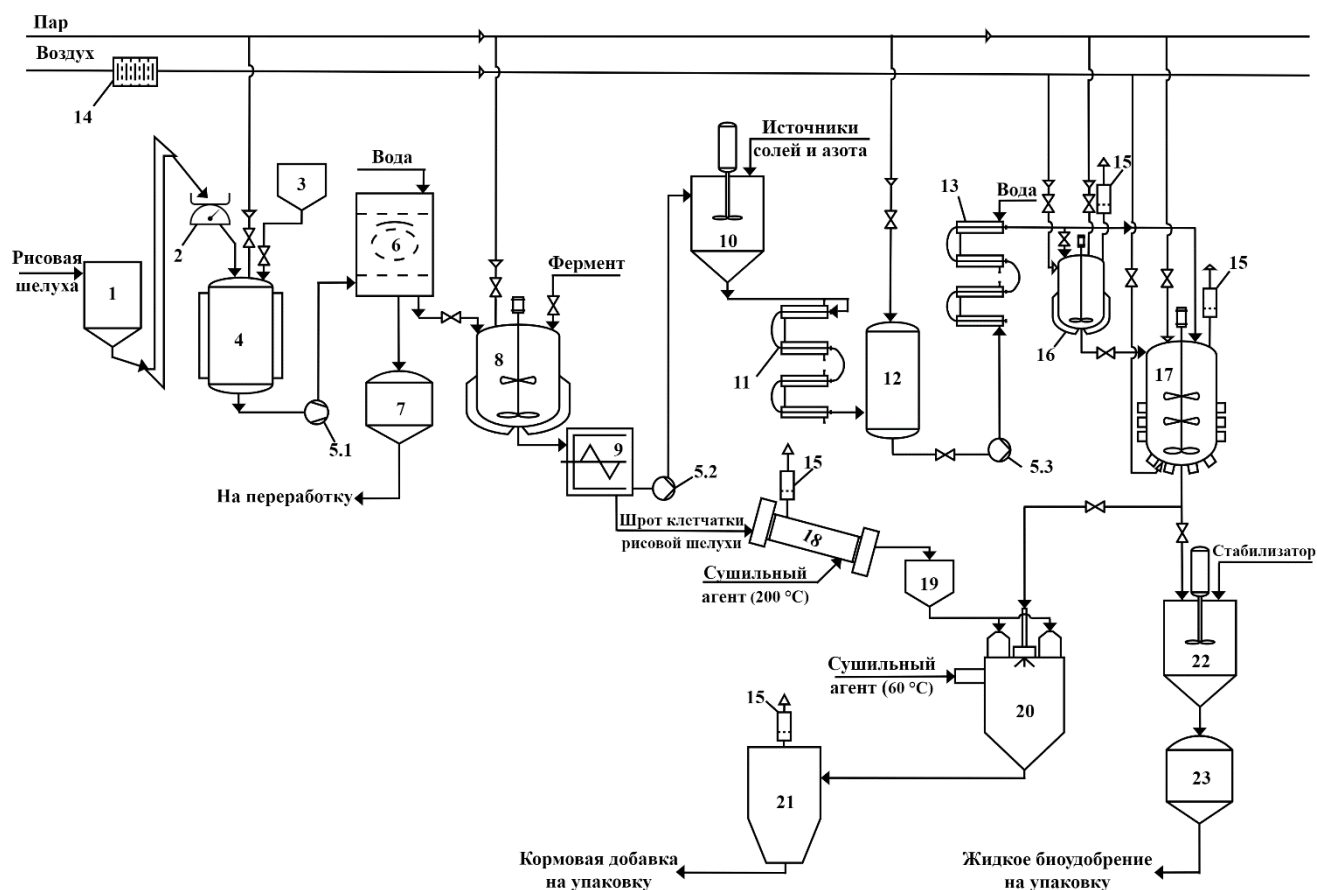 Пар
Воздух
14
Источники
солей и азота
Вода
3
13
Вода
15
2
6
10
Рисовая
шелуха
1
Фермент
15
4
8
11
12
16
17
7
5.1
9
5.2
15
5.3
На переработку
Шрот клетчатки
рисовой шелухи
18
Стабилизатор
Сушильный
агент (200 °С)
19
22
Сушильный
агент (60 °С)
20
15
23
21
Кормовая добавка
на упаковку
Жидкое биоудобрение
на упаковку